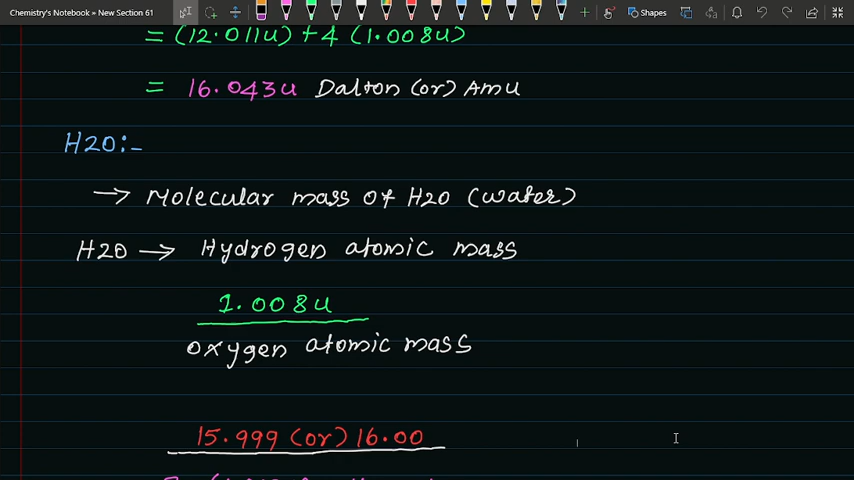 Chemistry's Notebook » New Section 61
Shapes
= (12.011u) + 4 (1.008u)
= 16.043u Dalton (or) Amu
H2O:-
→ Molecular mass of H2O (water)
H2O → Hydrogen atomic mass
1.008u
oxygen atomic mass
15.999 (or) 16.00